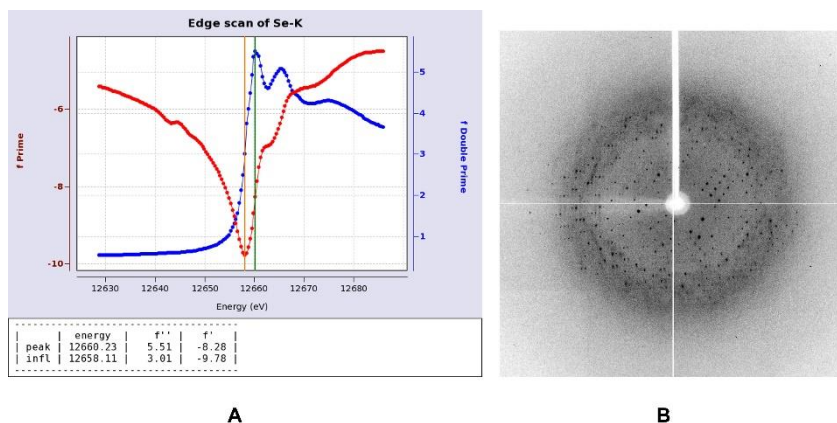 Edge scan of Se-K
f Prime
-6
-8
-10
5
4
3
2
1
f Double Prime
12630 12640 12650 12660 12670 12680
Energy (eV)
| | energy | f'' | f' |
| peak | 12660.23 | 5.51 | -8.28 |
| infl | 12658.11 | 3.01 | -9.78 |
A
B